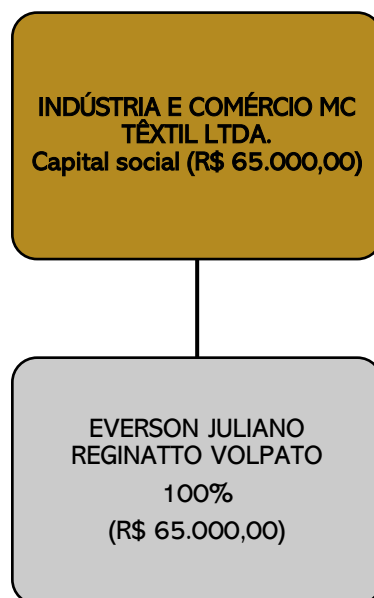 INDÚSTRIA E COMÉRCIO MC
TÊXTIL LTDA.
Capital social (R$ 65.000,00)
EVERSON JULIANO
REGINATTO VOLPATO
100%
(R$ 65.000,00)